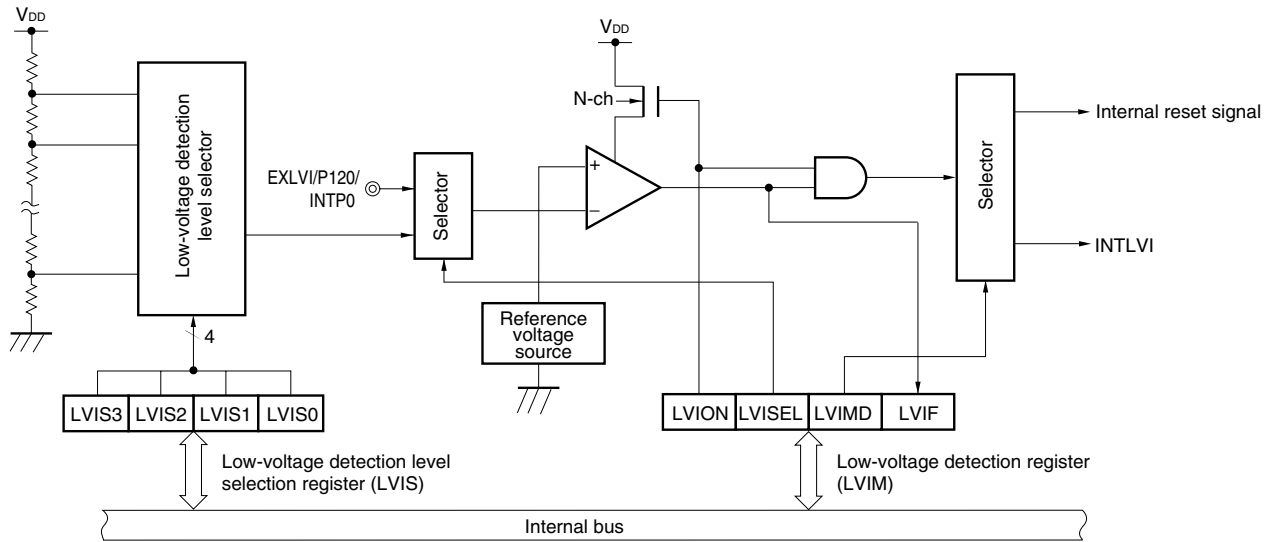 VDD
Low-voltage detection
level selector
4
LVIS3 LVIS2 LVIS1 LVIS0
Low-voltage detection level
selection register (LVIS)
EXLVI/P120/
INTP0
Selector
VDD
N-ch
+
−
Reference
voltage
source
Selector
Internal reset signal
INTLVI
LVION LVISEL LVIMD LVIF
Low-voltage detection register
(LVIM)
Internal bus